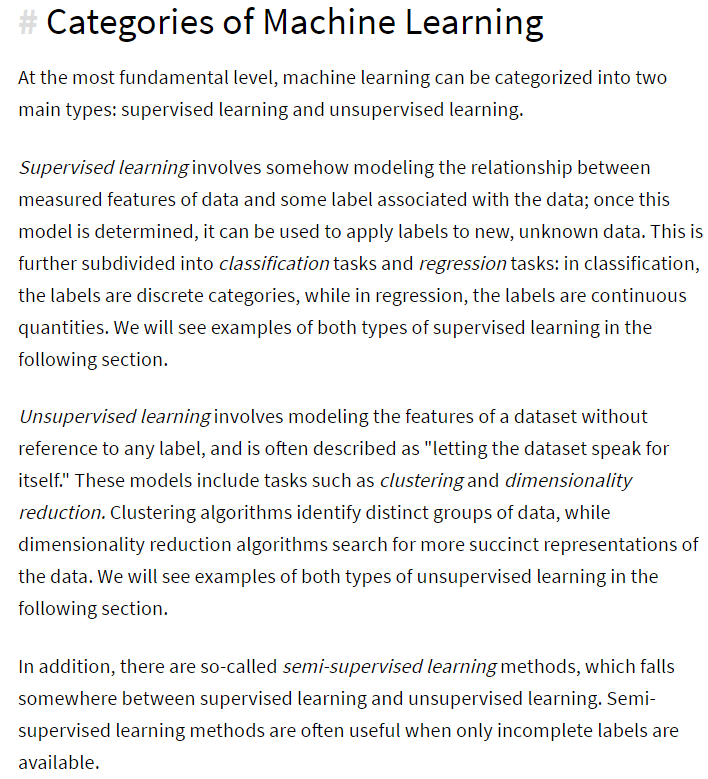 # Categories of Machine Learning
At the most fundamental level, machine learning can be categorized into two
main types: supervised learning and unsupervised learning.
Supervised learning involves somehow modeling the relationship between
measured features of data and some label associated with the data; once this
model is determined, it can be used to apply labels to new, unknown data. This is
further subdivided into classification tasks and regression tasks: in classification,
the labels are discrete categories, while in regression, the labels are continuous
quantities. We will see examples of both types of supervised learning in the
following section.
Unsupervised learning involves modeling the features of a dataset without
reference to any label, and is often described as "letting the dataset speak for
itself." These models include tasks such as clustering and dimensionality
reduction. Clustering algorithms identify distinct groups of data, while
dimensionality reduction algorithms search for more succinct representations of
the data. We will see examples of both types of unsupervised learning in the
following section.
In addition, there are so-called semi-supervised learning methods, which falls
somewhere between supervised learning and unsupervised learning. Semi-
supervised learning methods are often useful when only incomplete labels are
available.